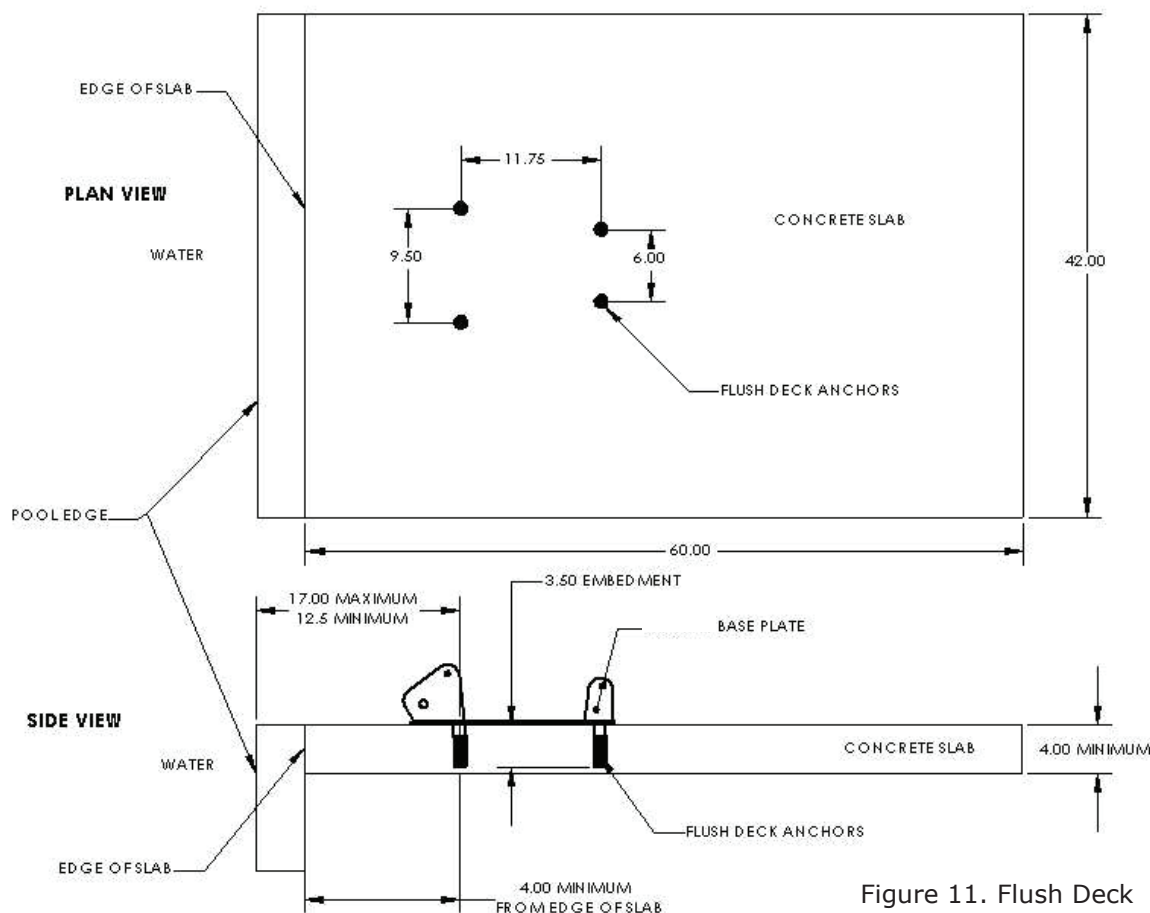 EDGE OF SLAB
11.75
PLAN VIEW
CONCRETE SLAB
WATER
9.50
6.00
42.00
FLUSH DECK ANCHORS
POOL EDGE
60.00
3.50 EMBEDMENT
17.00 MAXIMUM
12.5 MINIMUM
BASE PLATE
SIDE VIEW
CONCRETE SLAB
4.00 MINIMUM
WATER
FLUSH DECK ANCHORS
EDGE OF SLAB
4.00 MINIMUM
FROM EDGE OF SLAB
Figure 11. Flush Deck